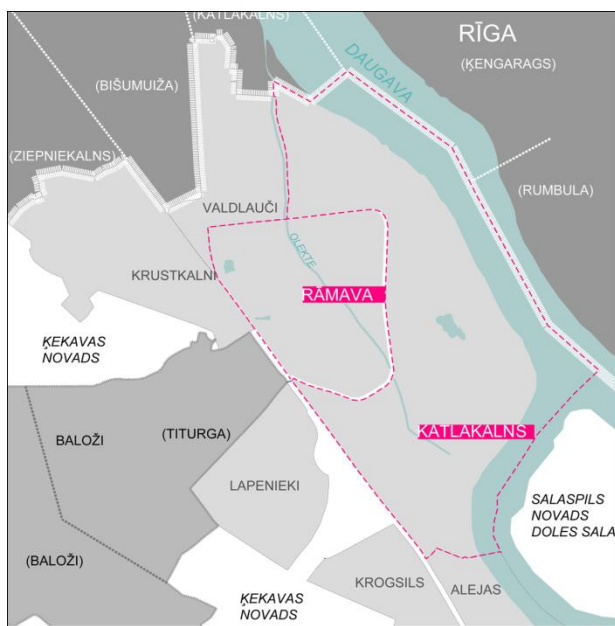 (KATLAKALNS)
RĪGA
(ĶENGARAGS)
DAUGAVA
(BIŠUMUIŽA)
(ZIEPNIEKALNS)
(RUMBULA)
VALDLAUČI
OLEKTE
KRUSTKALNI
RĀMAVA
ĶEKAVAS
NOVADS
BALOŽI
(TITURGA)
KATLAKALNS
LAPENIEKI
SALASPILS
NOVADS
DOLES SALA
(BALOŽI)
KROGSILS
ALEJAS
ĶEKAVAS
NOVADS